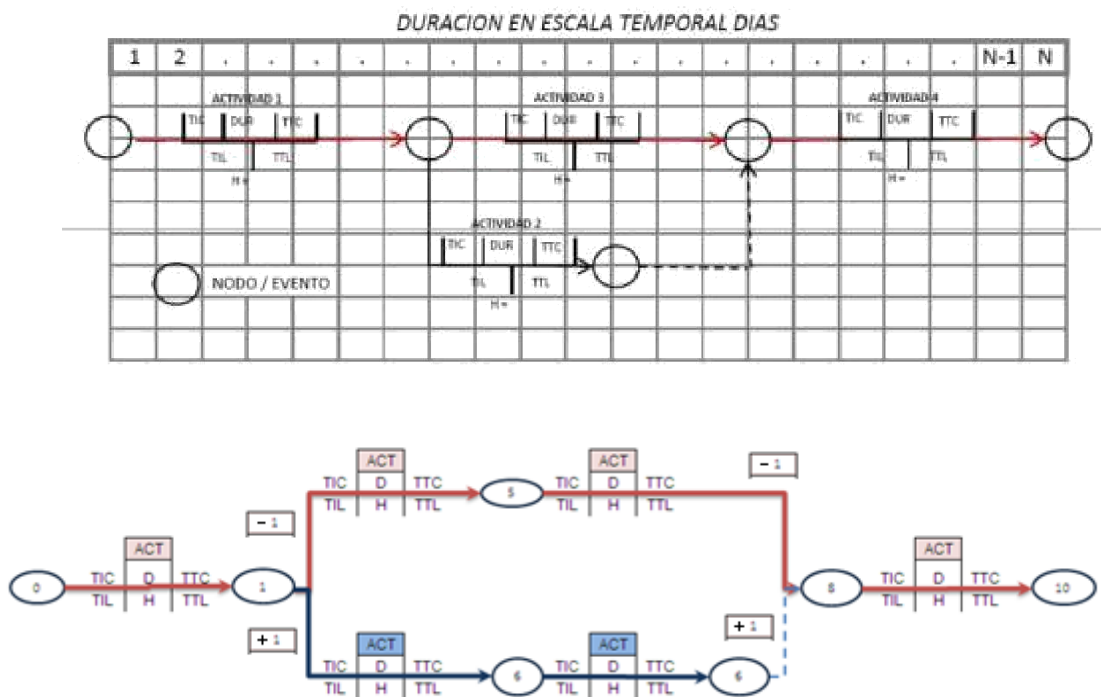 DURACION EN ESCALA TEMPORAL DIAS
1 2 . . . . . . . . . . . . . . . . . N-1 N
ACTIVIDAD 1 ACTIVIDAD 3 ACTIVIDAD 4
TIC DUR TTC TIC DUR TTC TIC DUR TTC
TIL TTL TIL TTL TIL TTL
H = H = H =
ACTIVIDAD 2
TIC DUR TTC
TIL TTL
NODO / EVENTO
H =
ACT ACT - 1
TIC D TTC 5 TIC D TTC
TIL H TTL TIL H TTL
- 1
ACT ACT
0 TIC D TTC 1 8 TIC D TTC 10
TIL H TTL TIL H TTL
+ 1 + 1
ACT ACT
TIC D TTC 6 TIC D TTC 6
TIL H TTL TIL H TTL